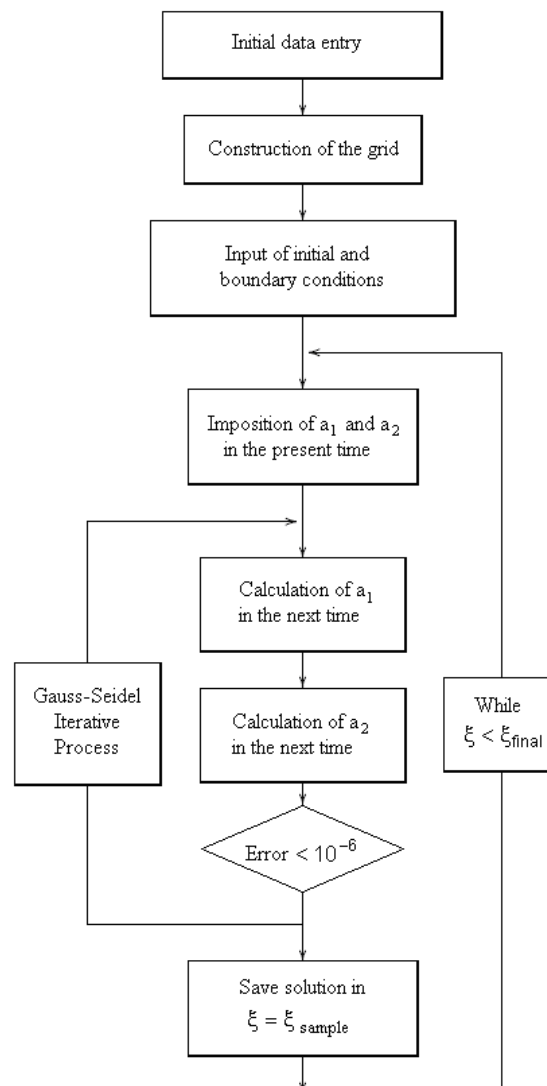 Initial data entry
Construction of the grid
Input of initial and
boundary conditions
Imposition of a₁ and a₂
in the present time
Calculation of a₁
in the next time
Gauss-Seidel
Iterative
Process
Calculation of a₂
in the next time
While
ξ < ξfinal
Error < 10⁻⁶
Save solution in
ξ = ξ sample